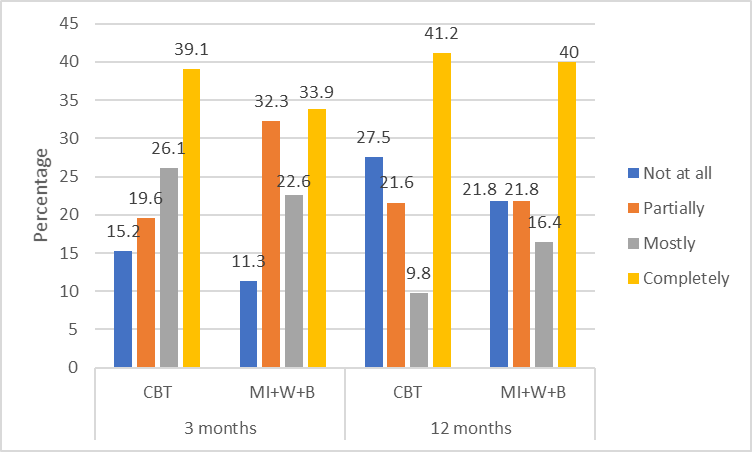 45
40
35
30
25
20
15
10
5
0
Percentage
15.2
19.6
26.1
39.1
11.3
32.3
22.6
33.9
27.5
21.6
9.8
41.2
21.8
21.8
16.4
40
CBT
MI+W+B
CBT
MI+W+B
3 months
12 months
Not at all
Partially
Mostly
Completely